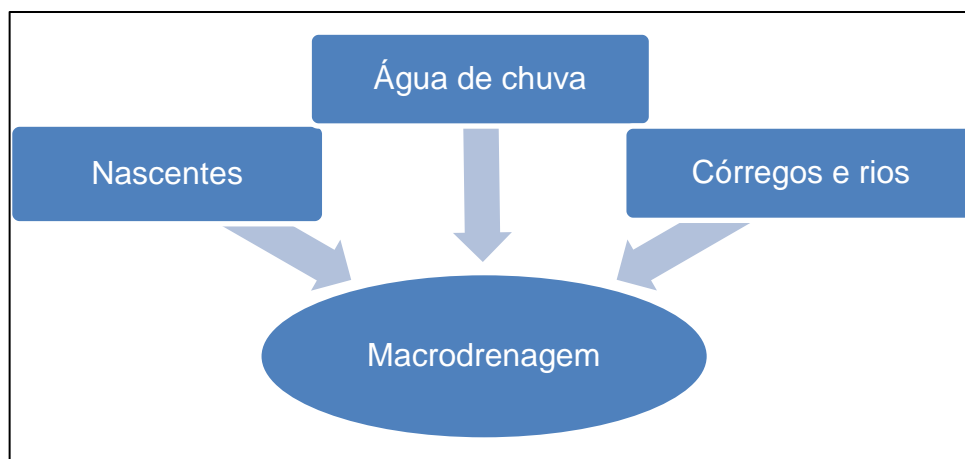 Água de chuva
Nascentes
Córregos e rios
Macrodrenagem